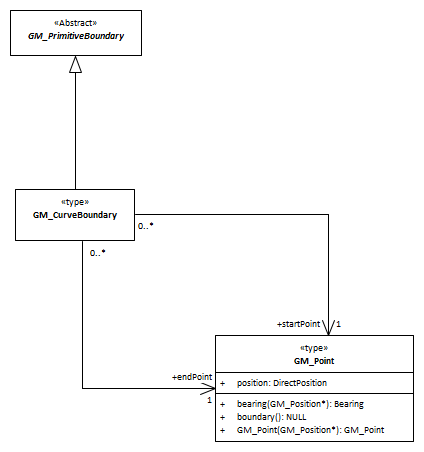 «Abstract»
GM_PrimitiveBoundary
«type»
GM_CurveBoundary
0..*
0..*
+startPoint
1
«type»
GM_Point
+endPoint
1
+ position: DirectPosition
+ bearing(GM_Position*): Bearing
+ boundary(): NULL
+ GM_Point(GM_Position*): GM_Point